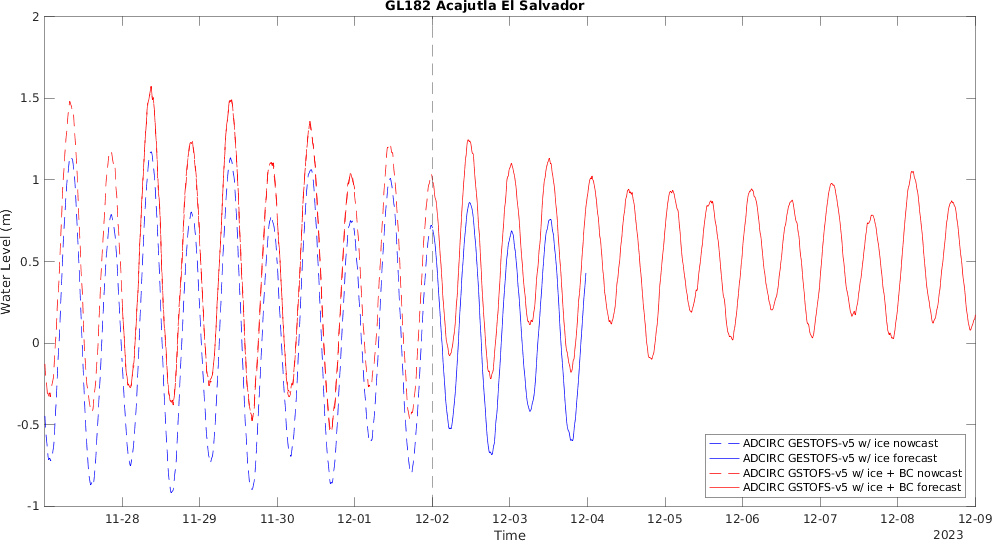 GL182 Acajutla El Salvador
2
1.5
1
0.5
0
-0.5
-1
Water Level (m)
11-28 11-29 11-30 12-01 12-02 12-03 12-04 12-05 12-06 12-07 12-08 12-09
Time
2023
ADCIRC GESTOFS-v5 w/ ice nowcast
ADCIRC GESTOFS-v5 w/ ice forecast
ADCIRC GSTOFS-v5 w/ ice + BC nowcast
ADCIRC GSTOFS-v5 w/ ice + BC forecast